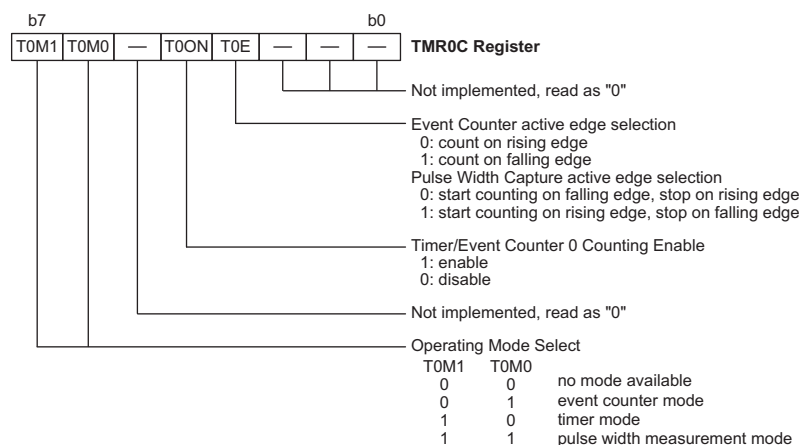 b7 b0
T0M1 T0M0 — T0ON T0E — — — TMR0C Register
Not implemented, read as "0"
Event Counter active edge selection
0: count on rising edge
1: count on falling edge
Pulse Width Capture active edge selection
0: start counting on falling edge, stop on rising edge
1: start counting on rising edge, stop on falling edge
Timer/Event Counter 0 Counting Enable
1: enable
0: disable
Not implemented, read as "0"
Operating Mode Select
T0M1 T0M0
0 0 no mode available
0 1 event counter mode
1 0 timer mode
1 1 pulse width measurement mode